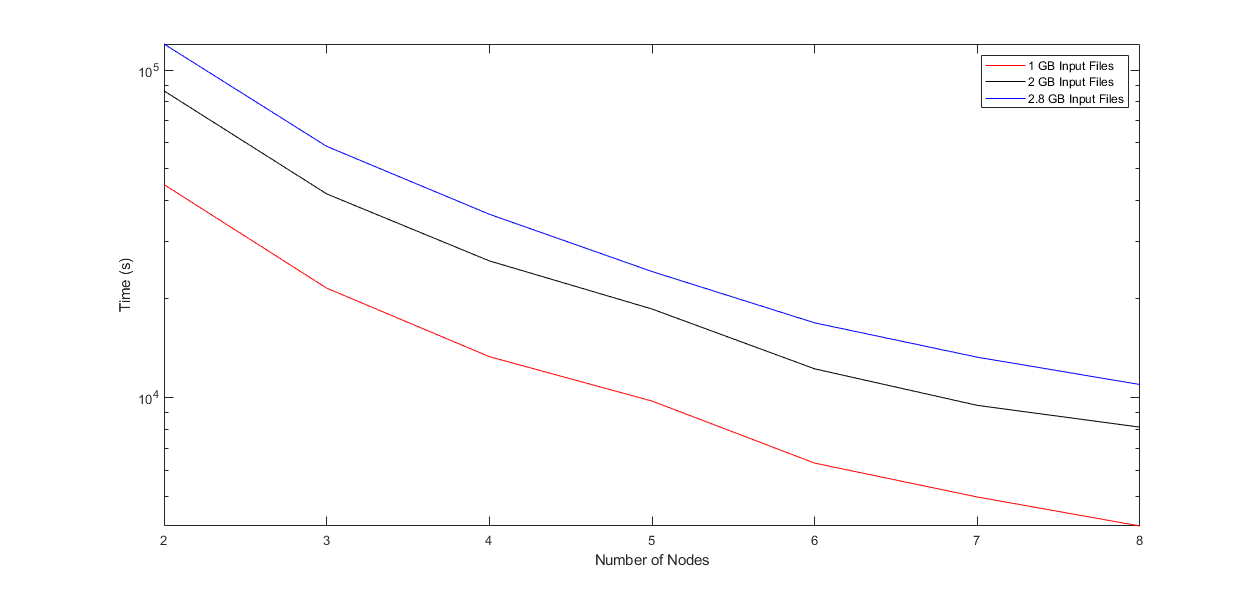 10^5
10^4
Time (s)
2 3 4 5 6 7 8
Number of Nodes
1 GB Input Files
2 GB Input Files
2.8 GB Input Files